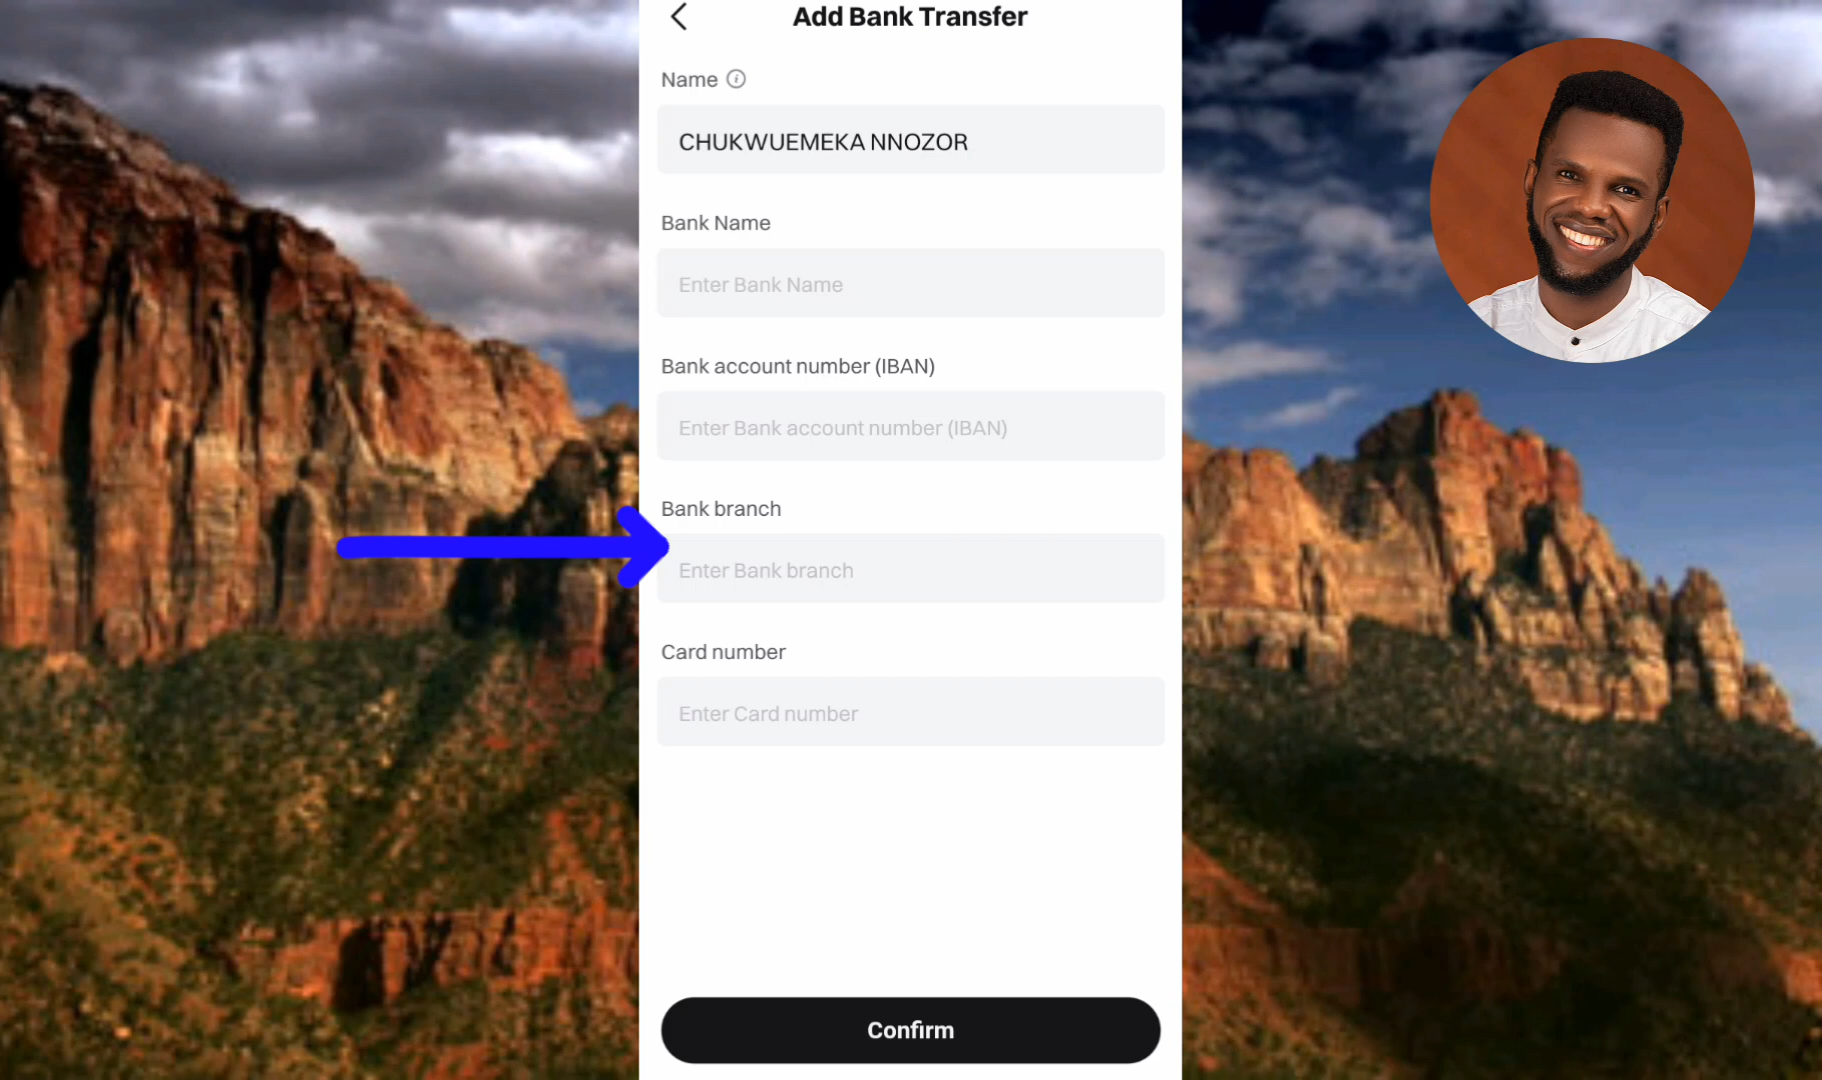 Add Bank Transfer
Name
CHUKWUEMEKA NNOZOR
Bank Name
Enter Bank Name
Bank account number (IBAN)
Enter Bank account number (IBAN)
Bank branch
Enter Bank branch
Card number
Enter Card number
Confirm